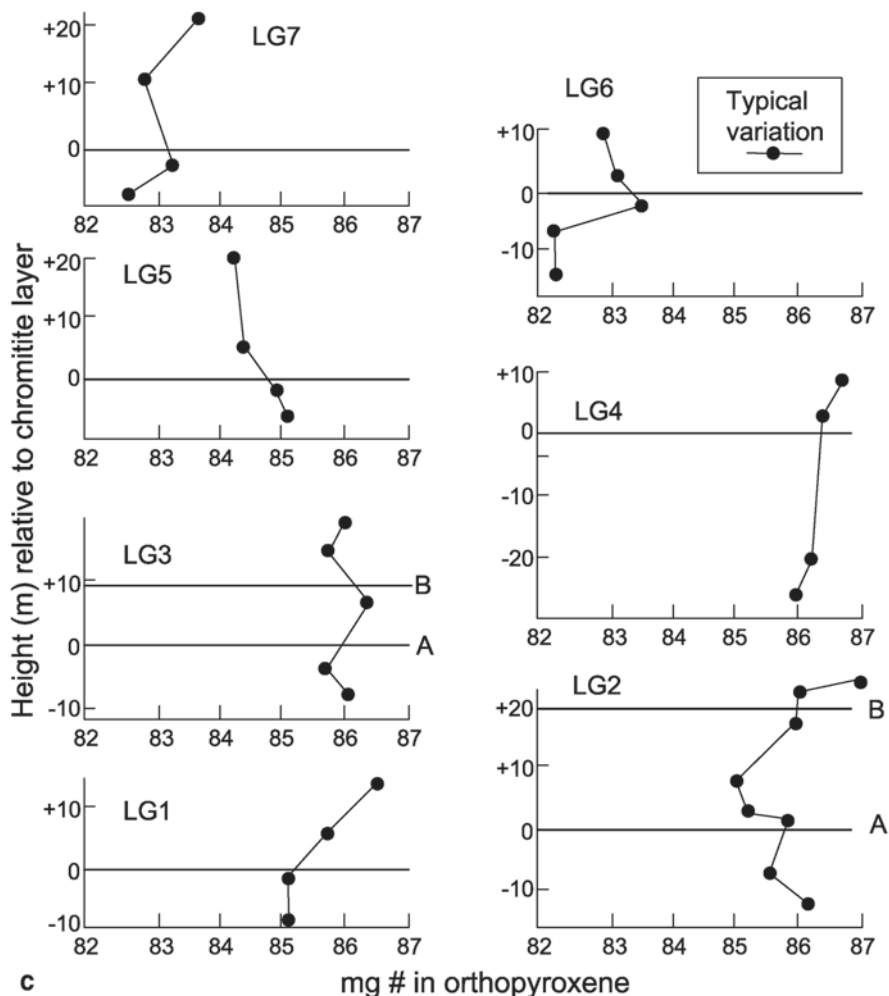 LG7
+20
+10
0
82 83 84 85 86 87
LG5
+20
+10
0
82 83 84 85 86 87
LG3
+10
0
-10
B
A
82 83 84 85 86 87
LG1
+10
0
-10
82 83 84 85 86 87
LG6
Typical
variation
+10
0
-10
82 83 84 85 86 87
LG4
+10
0
-10
-20
82 83 84 85 86 87
LG2
+20
+10
0
-10
B
A
82 83 84 85 86 87
Height (m) relative to chromitite layer
c
mg # in orthopyroxene